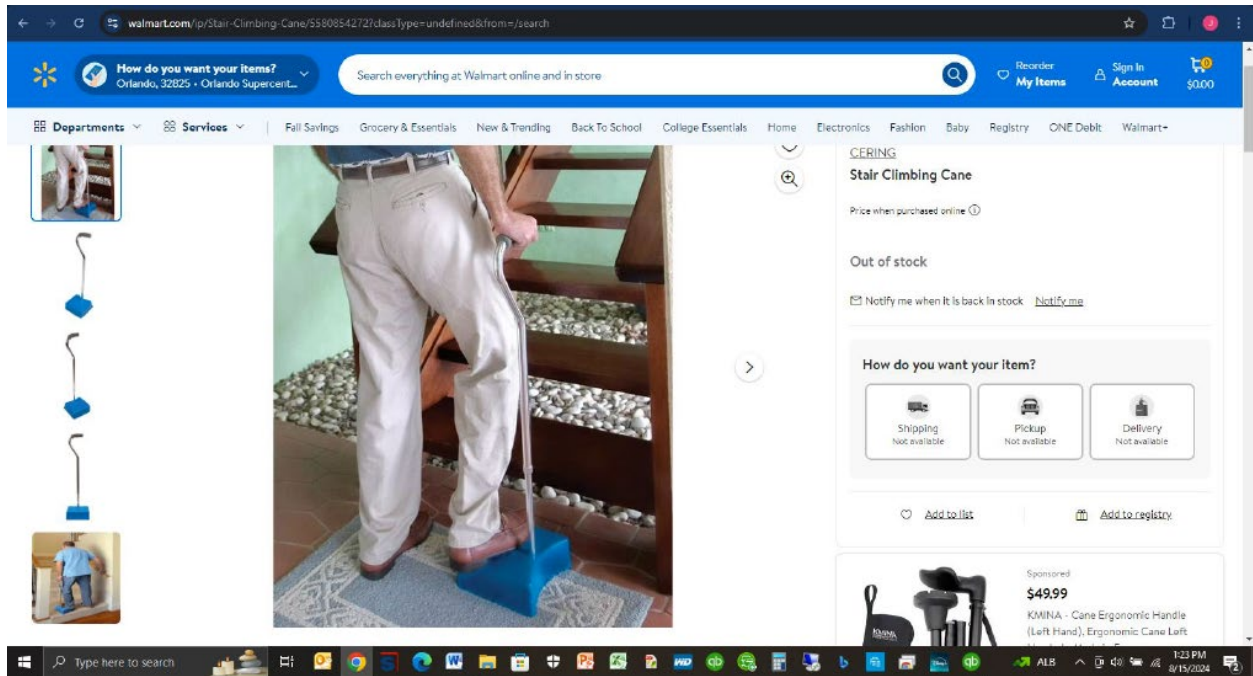 walmart.com/ip/Stair-Climbing-Cane/5580854272?classType=undefined&from=/search
How do you want your items?
Orlando, 32825 • Orlando Supercent...
Search everything at Walmart online and in store
Reorder
My Items
Sign In
Account
0
$0.00
Departments
Services
Fall Savings
Grocery & Essentials
New & Trending
Back To School
College Essentials
Home
Electronics
Fashion
Baby
Registry
ONE Debit
Walmart+
CERING
Stair Climbing Cane
Price when purchased online
Out of stock
Notify me when it is back in stock Notify me
How do you want your item?
Shipping
Not available
Pickup
Not available
Delivery
Not available
Add to list
Add to registry
Sponsored
$49.99
KMINA - Cane Ergonomic Handle
(Left Hand), Ergonomic Cane Left
KMINA
Type here to search
ALB
1:23 PM
8/15/2024